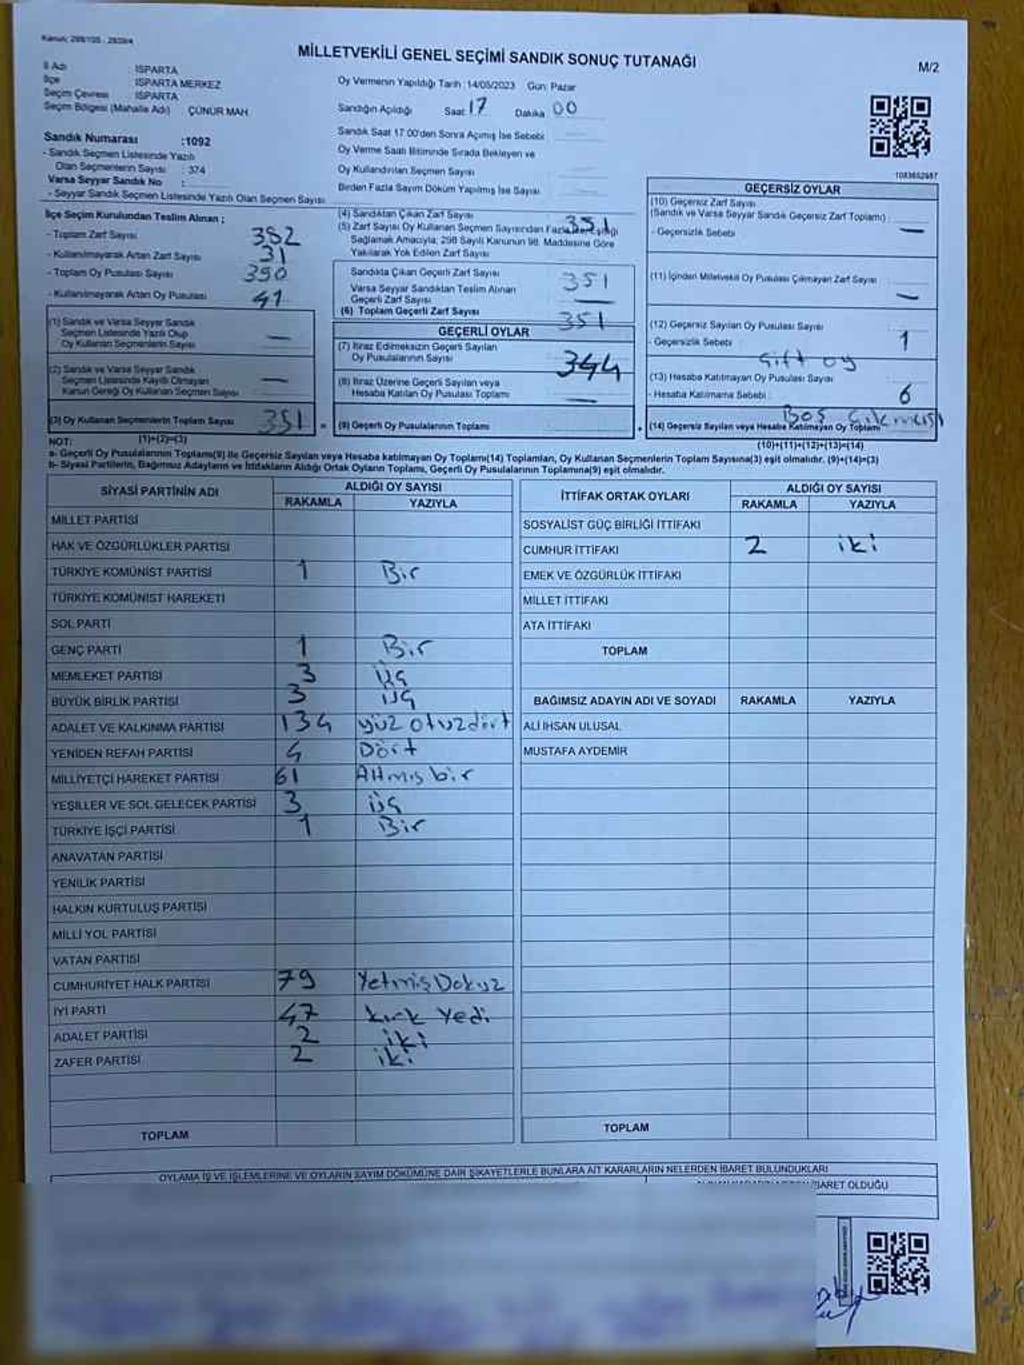 MİLLETVEKİLİ GENEL SEÇİMİ SANDIK SONUÇ TUTANAĞI
M/2
İl Adı : ISPARTA
İlçe : ISPARTA MERKEZ
Seçim Çevresi : ISPARTA
Seçim Bölgesi (Mahalle Adı) : ÇÜNÜR MAH
Sandık Numarası :1092
- Sandık Seçmen Listesinde Yazılı
Olan Seçmenlerin Sayısı : 374
Varsa Seyyar Sandık No :
- Seyyar Sandık Seçmen Listesinde Yazılı Olan Seçmen Sayısı
Oy Vermenin Yapıldığı Tarih :14/05/2023 Gün: Pazar
Sandığın Açıldığı Saat 17 Dakika 00
Sandık Saat 17:00'den Sonra Açılmış İse Sebebi
Oy Verme Saati Bitiminde Sırada Bekleyen ve
Oy Kullandırılan Seçmen Sayısı
Birden Fazla Sayım Döküm Yapılmış İse Sayısı
1083602987
İlçe Seçim Kurulundan Teslim Alınan ;
- Toplam Zarf Sayısı 382
- Kullanılmayarak Artan Zarf Sayısı 31
- Toplam Oy Pusulası Sayısı 390
- Kullanılmayarak Artan Oy Pusulası 41
(1) Sandık ve Varsa Seyyar Sandık
Seçmen Listesinde Yazılı Olup
Oy Kullanan Seçmenlerin Sayısı —
(2) Sandık ve Varsa Seyyar Sandık
Seçmen Listesinde Kayıtlı Olmayan
Kanun Gereği Oy Kullanan Seçmen Sayısı —
(3) Oy Kullanan Seçmenlerin Toplam Sayısı 351
(1)+(2)=(3)
(4) Sandıktan Çıkan Zarf Sayısı 351
(5) Zarf Sayısı Oy Kullanan Seçmen Sayısından Fazla
Sağlamak Amacıyla, 298 Sayılı Kanunun 98. Maddesine Göre
Yakılarak Yok Edilen Zarf Sayısı
Sandıkta Çıkan Geçerli Zarf Sayısı 351
Varsa Seyyar Sandıktan Teslim Alınan
Geçerli Zarf Sayısı —
(6) Toplam Geçerli Zarf Sayısı 351
GEÇERLİ OYLAR
(7) İtiraz Edilmeksizin Geçerli Sayılan
Oy Pusulalarının Sayısı 344
(8) İtiraz Üzerine Geçerli Sayılan veya
Hesaba Katılan Oy Pusulası Toplamı —
= (9) Geçerli Oy Pusulalarının Toplamı
GEÇERSİZ OYLAR
(10) Geçersiz Zarf Sayısı
(Sandık ve Varsa Seyyar Sandık Geçersiz Zarf Toplamı)
- Geçersizlik Sebebi —
(11) İçinden Milletvekili Oy Pusulası Çıkmayan Zarf Sayısı —
(12) Geçersiz Sayılan Oy Pusulası Sayısı
- Geçersizlik Sebebi 1
Çift oy
(13) Hesaba Katılmayan Oy Pusulası Sayısı
- Hesaba Katılmama Sebebi : 6
Boş Çıkması
+ (14) Geçersiz Sayılan veya Hesaba Katılmayan Oy Toplamı
(10)+(11)+(12)+(13)=(14)
NOT:
a- Geçerli Oy Pusulalarının Toplamı(9) ile Geçersiz Sayılan veya Hesaba katılmayan Oy Toplamı(14) Toplamları, Oy Kullanan Seçmenlerin Toplam Sayısına(3) eşit olmalıdır. (9)+(14)=(3)
b- Siyasi Partilerin, Bağımsız Adayların ve İttifakların Aldığı Ortak Oyların Toplamı, Geçerli Oy Pusulalarının Toplamına(9) eşit olmalıdır.
SİYASİ PARTİNİN ADI ALDIĞI OY SAYISI
RAKAMLA YAZIYLA
MİLLET PARTİSİ
HAK VE ÖZGÜRLÜKLER PARTİSİ
TÜRKİYE KOMÜNİST PARTİSİ 1 Bir
TÜRKİYE KOMÜNİST HAREKETİ
SOL PARTİ
GENÇ PARTİ 1 Bir
MEMLEKET PARTİSİ 3 Üç
BÜYÜK BİRLİK PARTİSİ 3 üç
ADALET VE KALKINMA PARTİSİ 134 yüz otuzdört
YENİDEN REFAH PARTİSİ 4 Dört
MİLLİYETÇİ HAREKET PARTİSİ 61 Altmış bir
YEŞİLLER VE SOL GELECEK PARTİSİ 3 üç
TÜRKİYE İŞÇİ PARTİSİ 1 Bir
ANAVATAN PARTİSİ
YENİLİK PARTİSİ
HALKIN KURTULUŞ PARTİSİ
MİLLİ YOL PARTİSİ
VATAN PARTİSİ
CUMHURİYET HALK PARTİSİ 79 Yetmiş Dokuz
İYİ PARTİ 47 kırk Yedi
ADALET PARTİSİ 2 iki
ZAFER PARTİSİ 2 iki
TOPLAM
İTTİFAK ORTAK OYLARI ALDIĞI OY SAYISI
RAKAMLA YAZIYLA
SOSYALİST GÜÇ BİRLİĞİ İTTİFAKI
CUMHUR İTTİFAKI 2 iki
EMEK VE ÖZGÜRLÜK İTTİFAKI
MİLLET İTTİFAKI
ATA İTTİFAKI
TOPLAM
BAĞIMSIZ ADAYIN ADI VE SOYADI RAKAMLA YAZIYLA
ALİ İHSAN ULUSAL
MUSTAFA AYDEMİR
TOPLAM
OYLAMA İŞ VE İŞLEMLERİNE VE OYLARIN SAYIM DÖKÜMÜNE DAİR ŞİKAYETLERLE BUNLARA AİT KARARLARIN NELERDEN İBARET BULUNDUKLARI
İBARET OLDUĞU